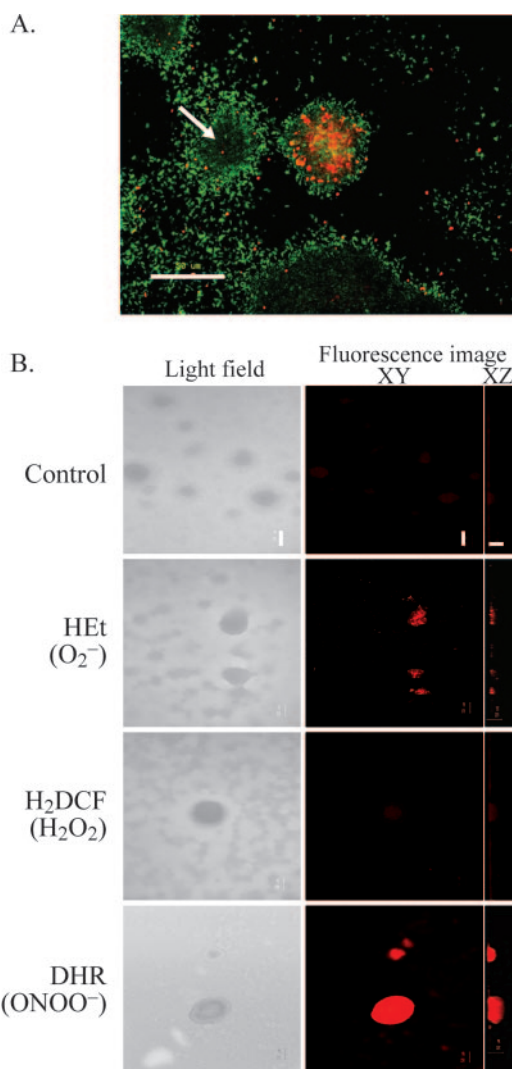 A.
B.
Light field
Fluorescence image
XY
XZ
Control
HEt
(O₂⁻)
H₂DCF
(H₂O₂)
DHR
(ONOO⁻)